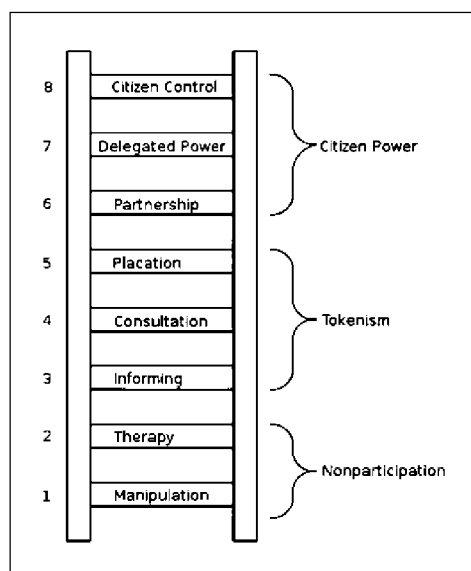 8 Citizen Control
7 Delegated Power
Citizen Power
6 Partnership
5 Placation
4 Consultation
Tokenism
3 Informing
2 Therapy
Nonparticipation
1 Manipulation